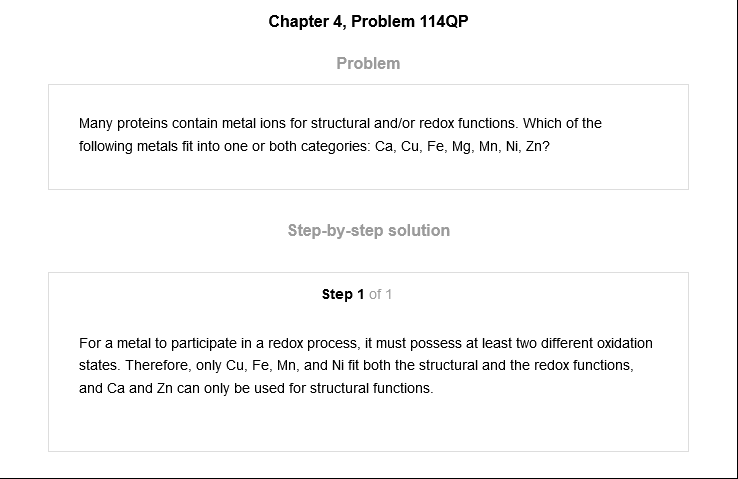 Chapter 4, Problem 114QP
Problem
Many proteins contain metal ions for structural and/or redox functions. Which of the
following metals fit into one or both categories: Ca, Cu, Fe, Mg, Mn, Ni, Zn?
Step-by-step solution
Step 1 of 1
For a metal to participate in a redox process, it must possess at least two different oxidation
states. Therefore, only Cu, Fe, Mn, and Ni fit both the structural and the redox functions,
and Ca and Zn can only be used for structural functions.